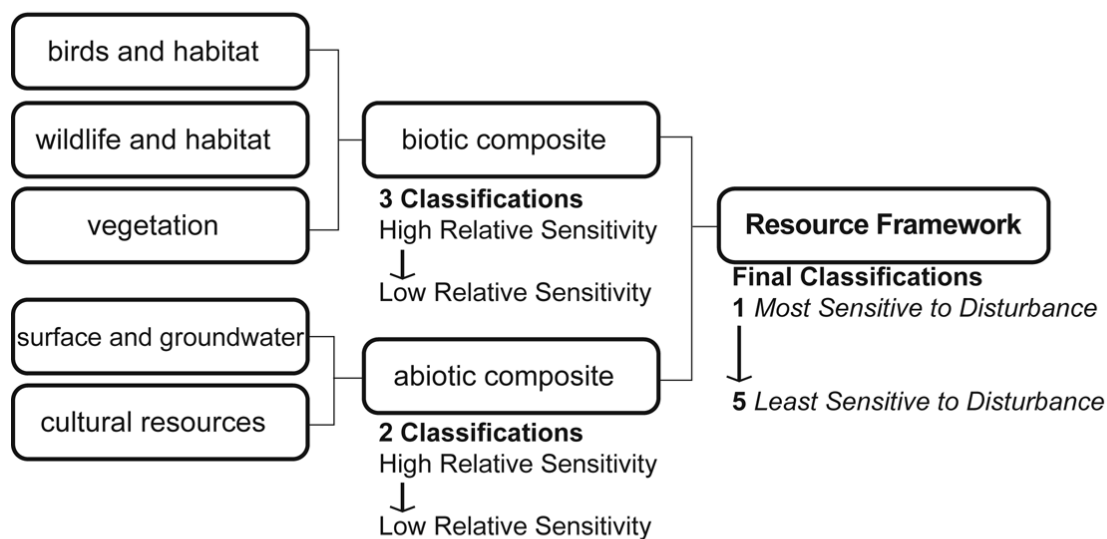 birds and habitat
wildlife and habitat
vegetation
surface and groundwater
cultural resources
biotic composite
3 Classifications
High Relative Sensitivity
Low Relative Sensitivity
abiotic composite
2 Classifications
High Relative Sensitivity
Low Relative Sensitivity
Resource Framework
Final Classifications
1 Most Sensitive to Disturbance
5 Least Sensitive to Disturbance